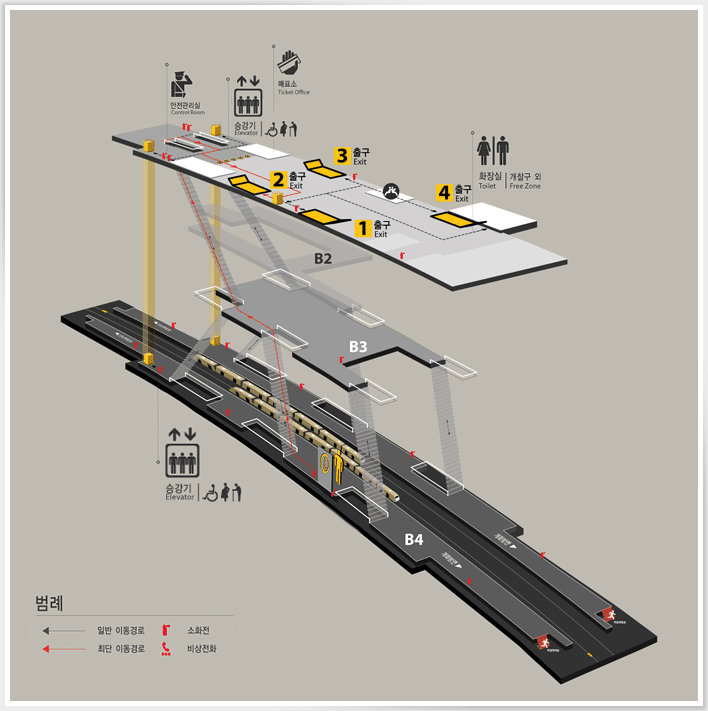 매표소
Ticket Office
안전관리실
Control Room
승강기
Elevator
화장실
Toilet
개찰구 외
Free Zone
3 출구
Exit
2 출구
Exit
4 출구
Exit
1 출구
Exit
B2
B3
승강기
Elevator
B4
범례
일반 이동경로
소화전
최단 이동경로
비상전화